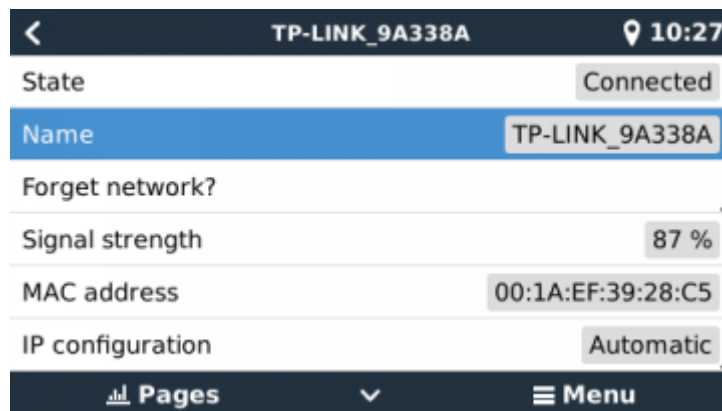 TP-LINK_9A338A 10:27
State Connected
Name TP-LINK_9A338A
Forget network?
Signal strength 87 %
MAC address 00:1A:EF:39:28:C5
IP configuration Automatic
Pages Menu